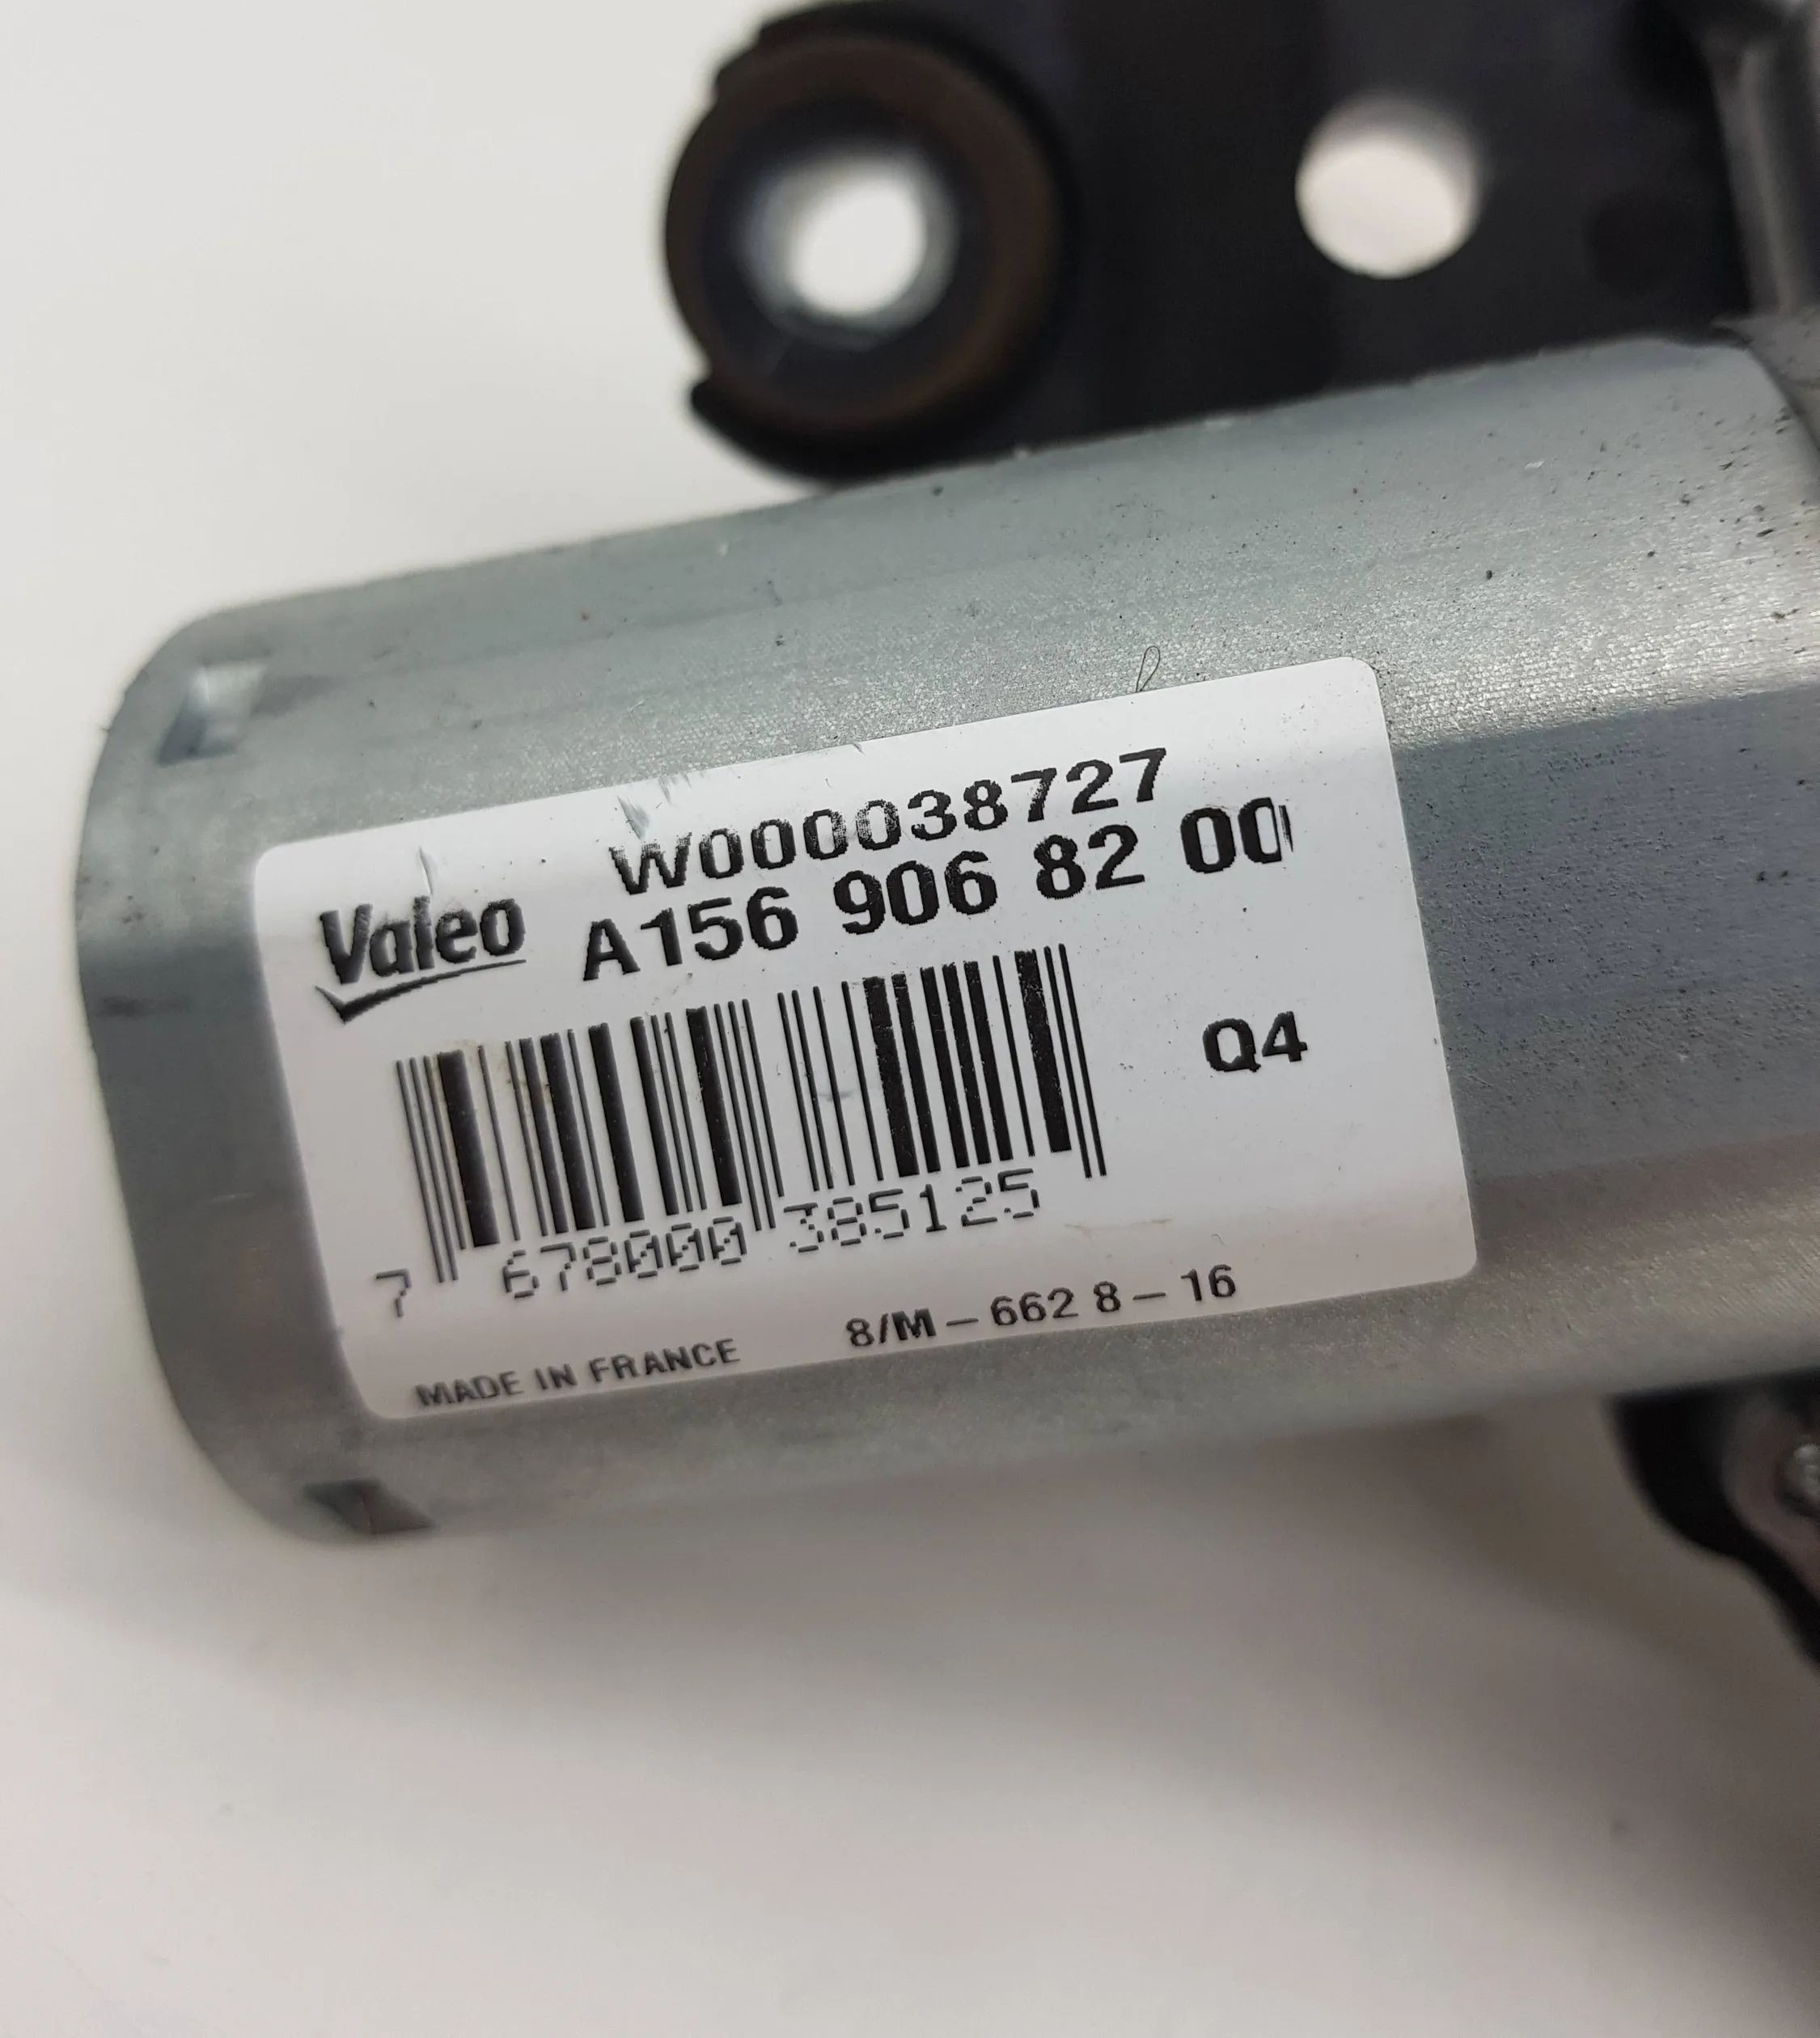 W000038727
Valeo A156 906 82 00
Q4
7 678000 385125
MADE IN FRANCE 8/M-662 8-16